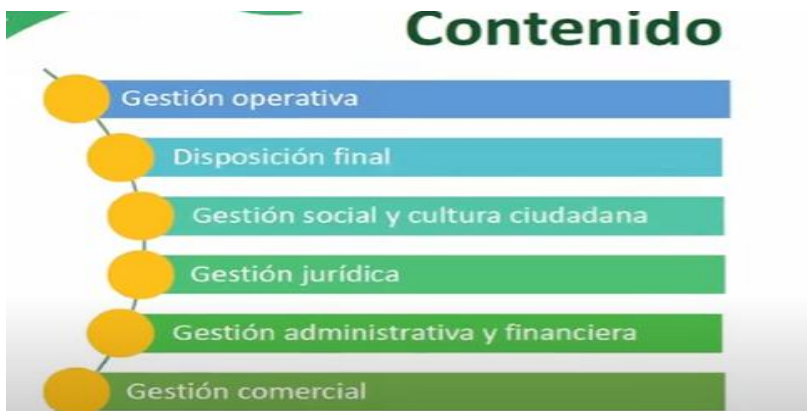 Contenido
Gestión operativa
Disposición final
Gestión social y cultura ciudadana
Gestión jurídica
Gestión administrativa y financiera
Gestión comercial